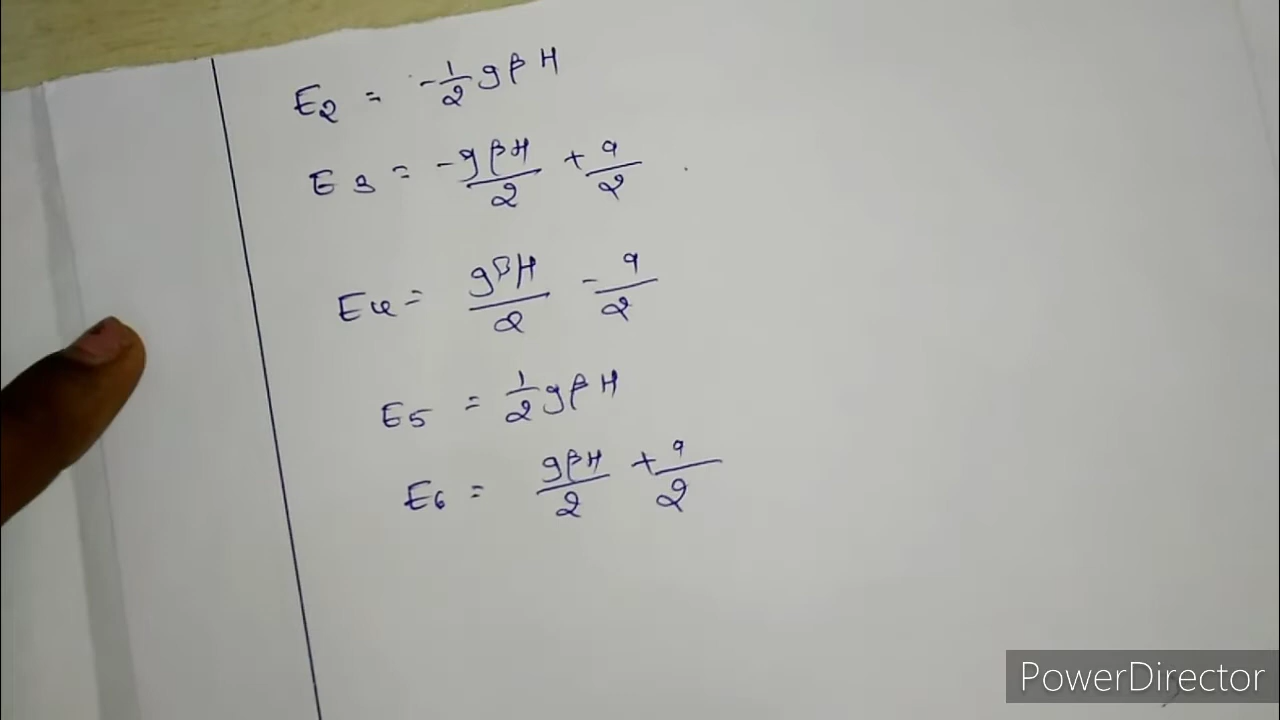 E2 = -1/2 gβH
E3 = -gβH/2 + a/2
E4 = gβH/2 - a/2
E5 = 1/2 gβH
E6 = gβH/2 + a/2
PowerDirector